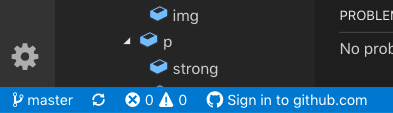 img
p
strong
PROBLE
No prob
master
0 0
Sign in to github.com